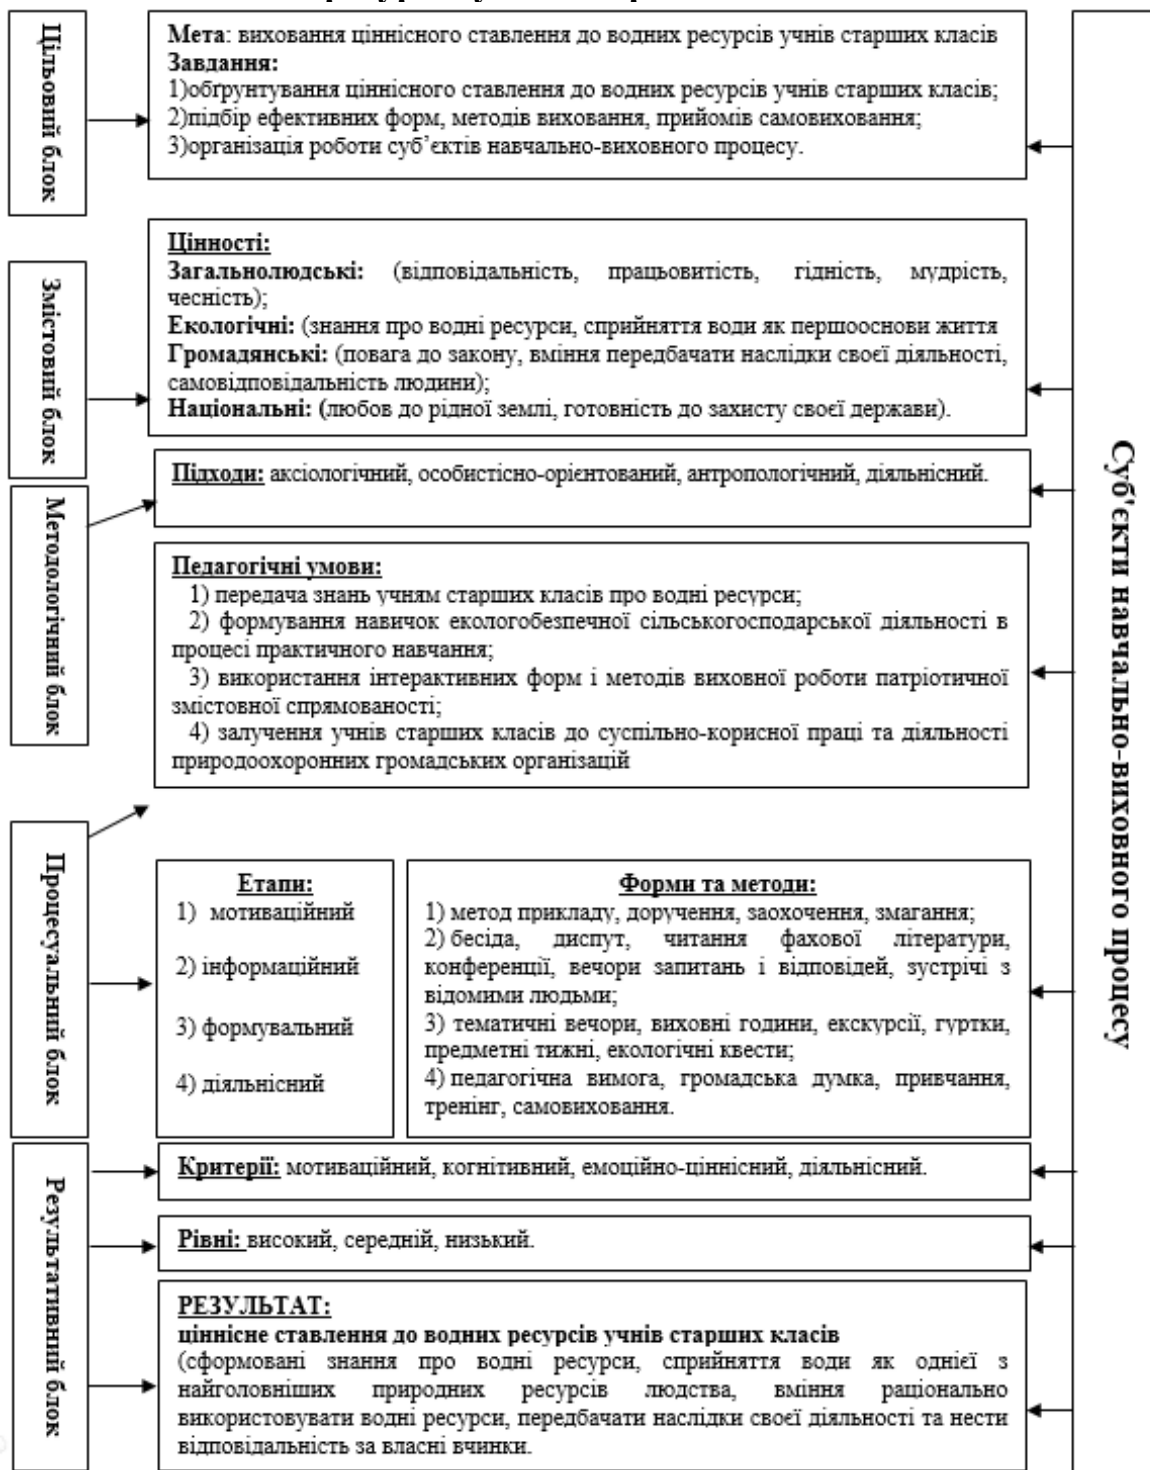 Цільовий блок
Мета: виховання ціннісного ставлення до водних ресурсів учнів старших класів
Завдання:
1)обґрунтування ціннісного ставлення до водних ресурсів учнів старших класів;
2)підбір ефективних форм, методів виховання, прийомів самовиховання;
3)організація роботи суб’єктів навчально-виховного процесу.
Змістовий блок
Цінності:
Загальнолюдські: (відповідальність, працьовитість, гідність, мудрість,
чесність);
Екологічні: (знання про водні ресурси, сприйняття води як першооснови життя
Громадянські: (повага до закону, вміння передбачати наслідки своєї діяльності,
самовідповідальність людини);
Національні: (любов до рідної землі, готовність до захисту своєї держави).
Методологічний блок
Підходи: аксіологічний, особистісно-орієнтований, антропологічний, діяльнісний.
Педагогічні умови:
1) передача знань учням старших класів про водні ресурси;
2) формування навичок екологобезпечної сільськогосподарської діяльності в
процесі практичного навчання;
3) використання інтерактивних форм і методів виховної роботи патріотичної
змістовної спрямованості;
4) залучення учнів старших класів до суспільно-корисної праці та діяльності
природоохоронних громадських організацій
Процесуальний блок
Етапи:
1) мотиваційний
2) інформаційний
3) формувальний
4) діяльнісний
Форми та методи:
1) метод прикладу, доручення, заохочення, змагання;
2) бесіда, диспут, читання фахової літератури,
конференції, вечори запитань і відповідей, зустрічі з
відомими людьми;
3) тематичні вечори, виховні години, екскурсії, гуртки,
предметні тижні, екологічні квести;
4) педагогічна вимога, громадська думка, привчання,
тренінг, самовиховання.
Результативний блок
Критерії: мотиваційний, когнітивний, емоційно-ціннісний, діяльнісний.
Рівні: високий, середній, низький.
РЕЗУЛЬТАТ:
ціннісне ставлення до водних ресурсів учнів старших класів
(сформовані знання про водні ресурси, сприйняття води як однієї з
найголовніших природних ресурсів людства, вміння раціонально
використовувати водні ресурси, передбачати наслідки своєї діяльності та нести
відповідальність за власні вчинки.
Суб'єкти навчально-виховного процесу